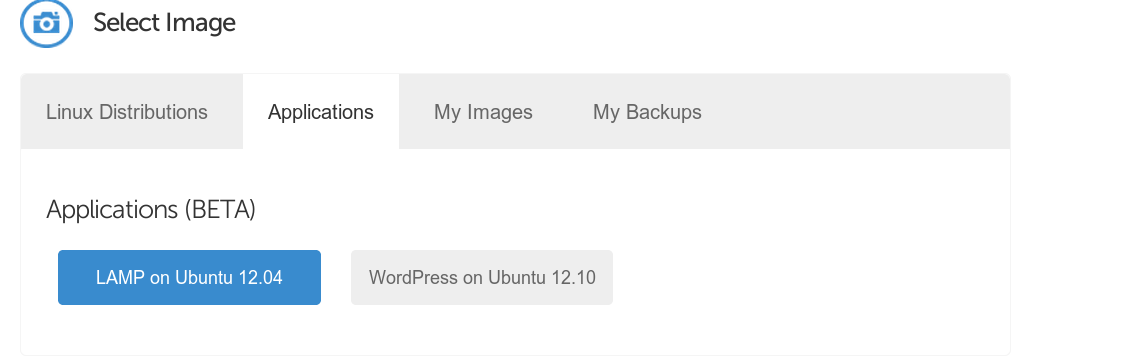 Select Image
Linux Distributions Applications My Images My Backups
Applications (BETA)
LAMP on Ubuntu 12.04 WordPress on Ubuntu 12.10